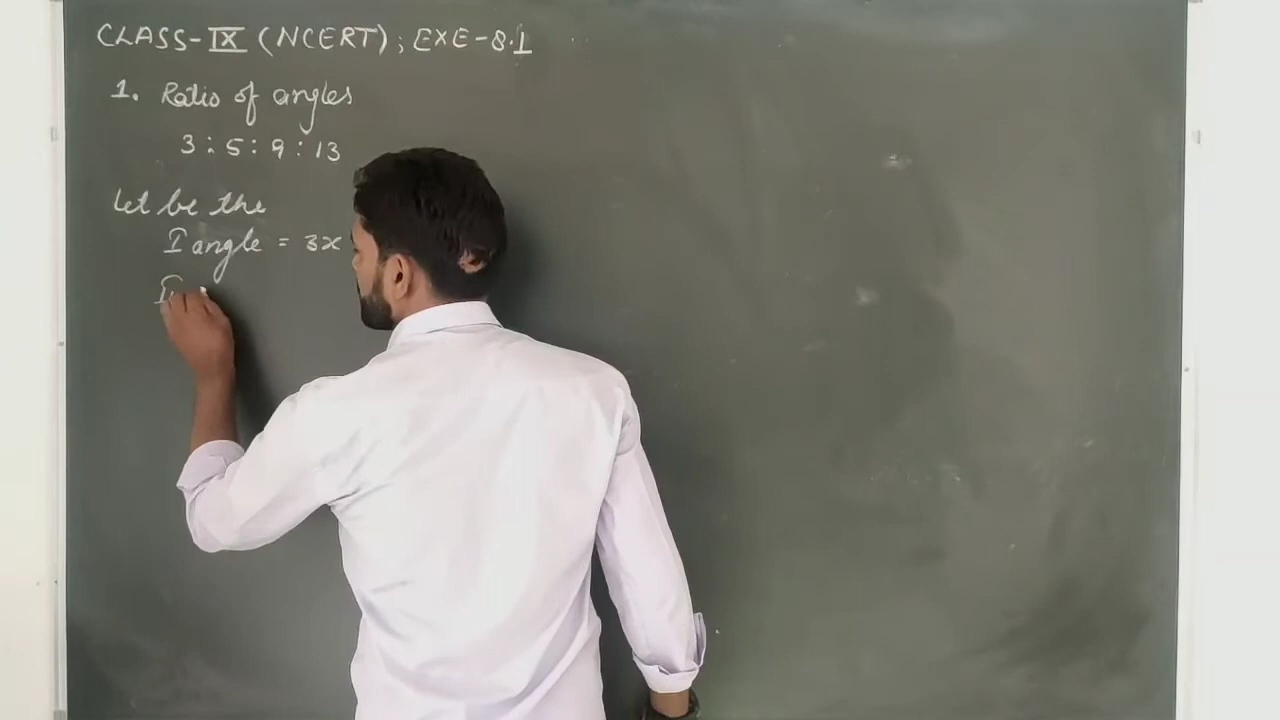 CLASS-IX (NCERT); EXE-8.1
1. Ratio of angles
3:5:9:13
Let be the
I angle = 3x